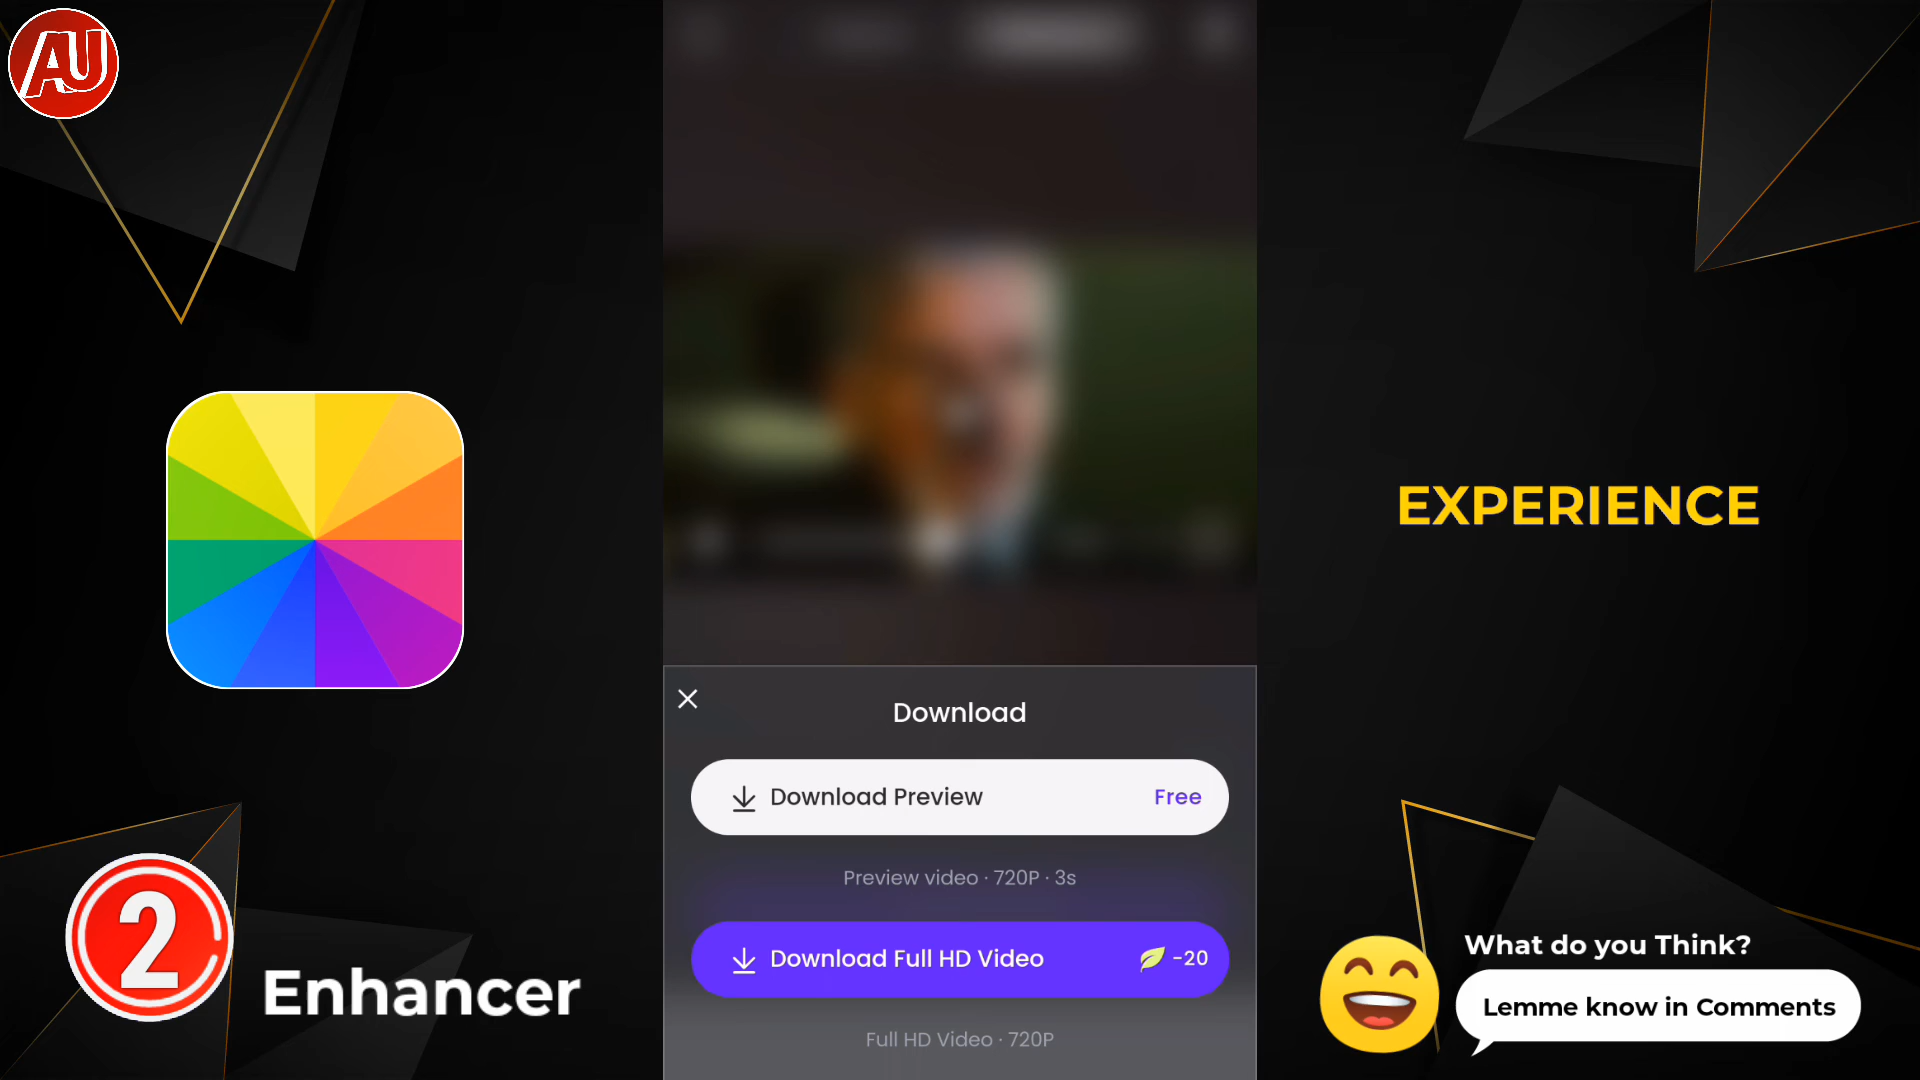 AU
EXPERIENCE
Download
Download Preview Free
Preview video · 720P · 3s
Download Full HD Video -20
Full HD Video · 720P
2
Enhancer
What do you Think?
Lemme know in Comments